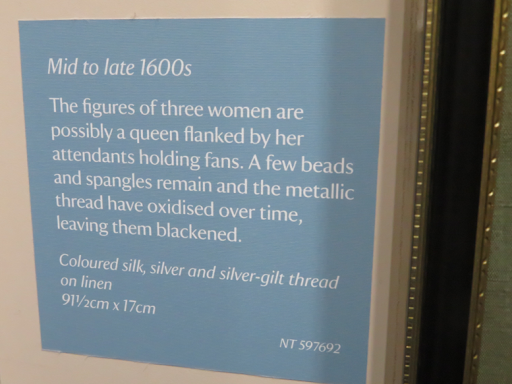 Mid to late 1600s
The figures of three women are
possibly a queen flanked by her
attendants holding fans. A few beads
and spangles remain and the metallic
thread have oxidised over time,
leaving them blackened.
Coloured silk, silver and silver-gilt thread
on linen
91½cm x 17cm
NT 597692